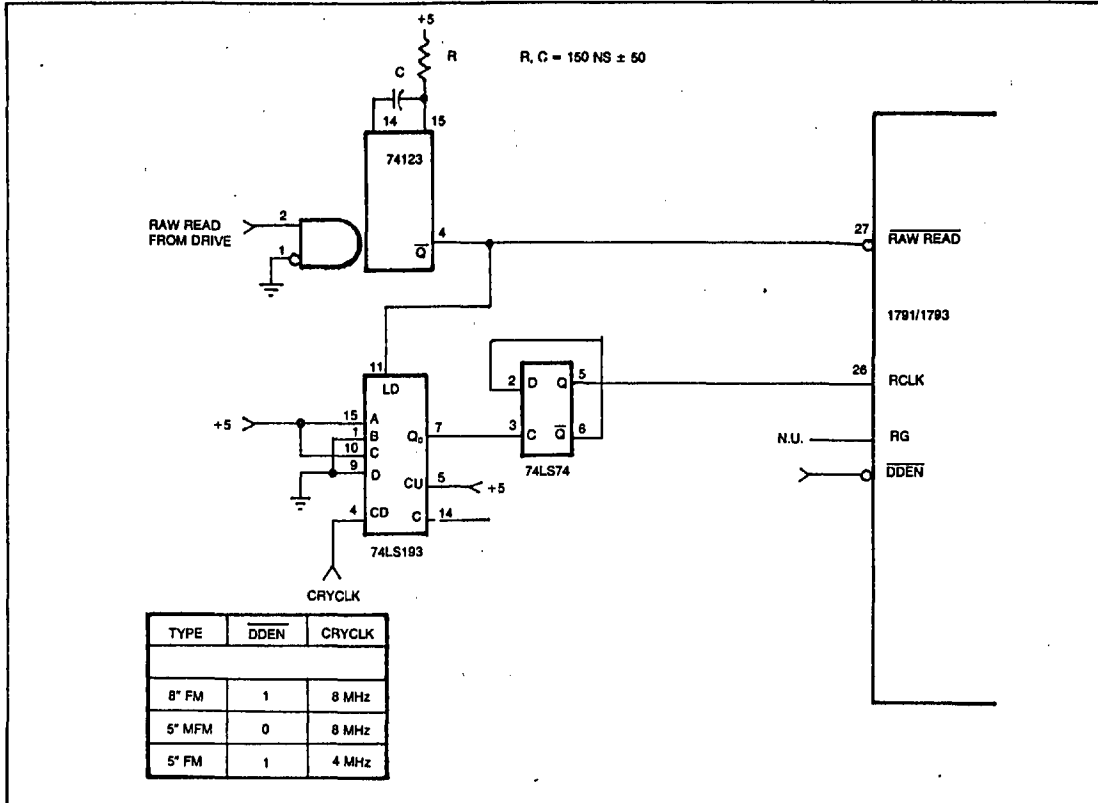 +5
R
R, C = 150 NS ± 50
C
14
15
74123
RAW READ
FROM DRIVE
2
1
Q
4
27
RAW READ
1791/1793
11
LD
2
D
Q
5
26
RCLK
+5
15
A
1
B
10
C
9
D
Q
7
3
C
Q
6
N.U.
RG
DDEN
74LS74
CU
5
+5
4
CD
C
14
74LS193
CRYCLK
TYPE DDEN CRYCLK
8" FM 1 8 MHz
5" MFM 0 8 MHz
5" FM 1 4 MHz